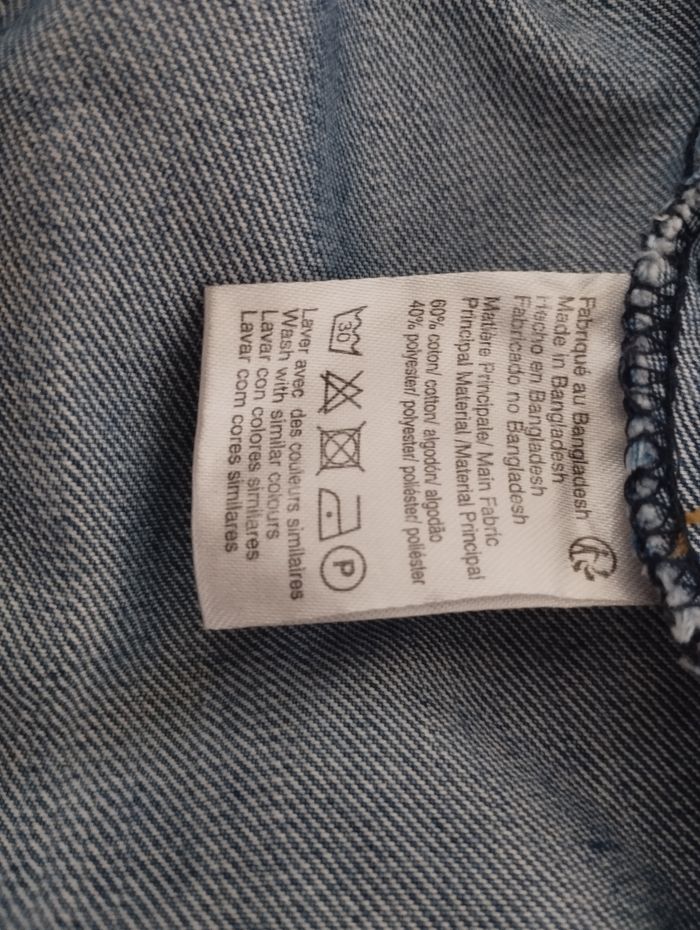 Fabriqué au Bangladesh
Made in Bangladesh
Hecho en Bangladesh
Fabricado no Bangladesh
Matière Principale/ Main Fabric
Principal Material /Material Principal
60% coton/ cotton/ algodón/ algodão
40% polyester/ polyester/ poliéster/ poliéster
30
P
Laver avec des couleurs similaires
Wash with similar colours
Lavar con colores similares
Lavar com cores similares